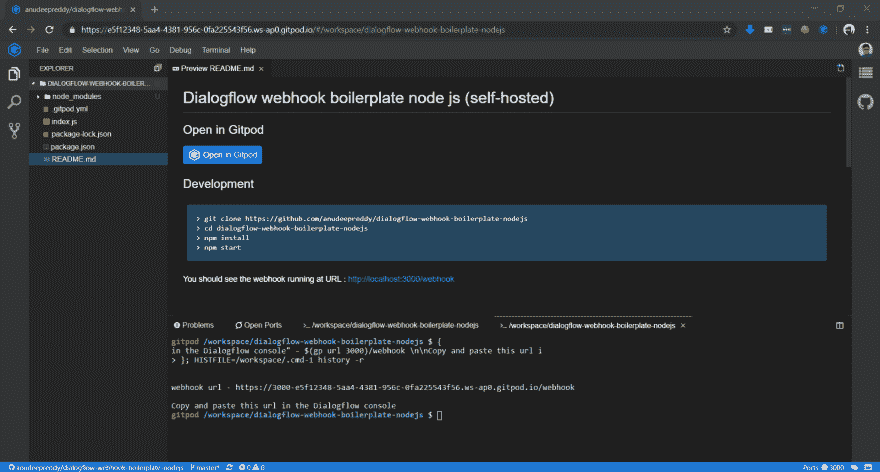 anudeepreddy/dialogflow-webh
https://e5f12348-5aa4-4381-956c-0fa225543f56.ws-ap0.gitpod.io/#/workspace/dialogflow-webhook-boilerplate-nodejs
File Edit Selection View Go Debug Terminal Help
EXPLORER
Preview README.md
DIALOGFLOW-WEBHOOK-BOILER...
node_modules
.gitpod.yml
index.js
package-lock.json
package.json
README.md
Dialogflow webhook boilerplate node js (self-hosted)
Open in Gitpod
Open in Gitpod
Development
> git clone https://github.com/anudeepreddy/dialogflow-webhook-boilerplate-nodejs
> cd dialogflow-webhook-boilerplate-nodejs
> npm install
> npm start
You should see the webhook running at URL : http://localhost:3000/webhook
Problems Open Ports >_ /workspace/dialogflow-webhook-boilerplate-nodejs >_ /workspace/dialogflow-webhook-boilerplate-nodejs
gitpod /workspace/dialogflow-webhook-boilerplate-nodejs $ {
in the Dialogflow console" - $(gp url 3000)/webhook \n\nCopy and paste this url i
> }; HISTFILE=/workspace/.cmd-1 history -r
webhook url - https://3000-e5f12348-5aa4-4381-956c-0fa225543f56.ws-ap0.gitpod.io/webhook
Copy and paste this url in the Dialogflow console
gitpod /workspace/dialogflow-webhook-boilerplate-nodejs $
anudeepreddy/dialogflow-webhook-boilerplate-nodejs master* 0 6 Ports 3000